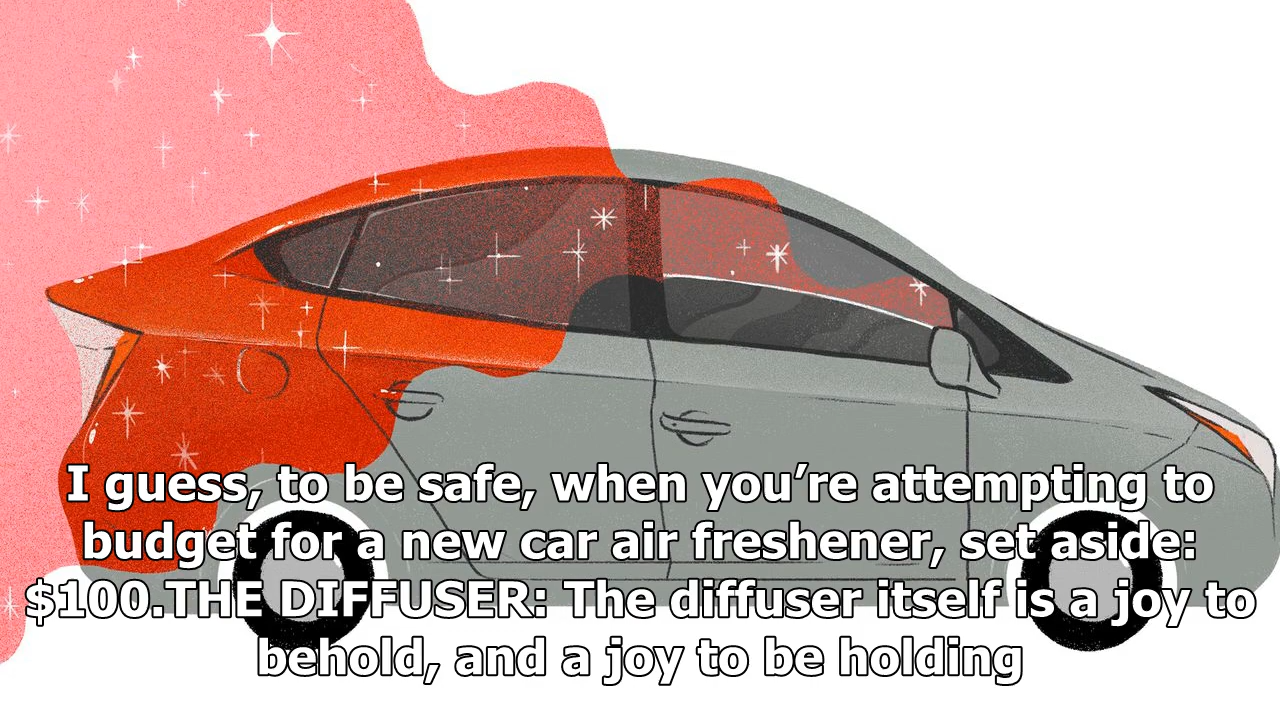 I guess, to be safe, when you’re attempting to
budget for a new car air freshener, set aside:
$100.THE DIFFUSER: The diffuser itself is a joy to
behold, and a joy to be holding